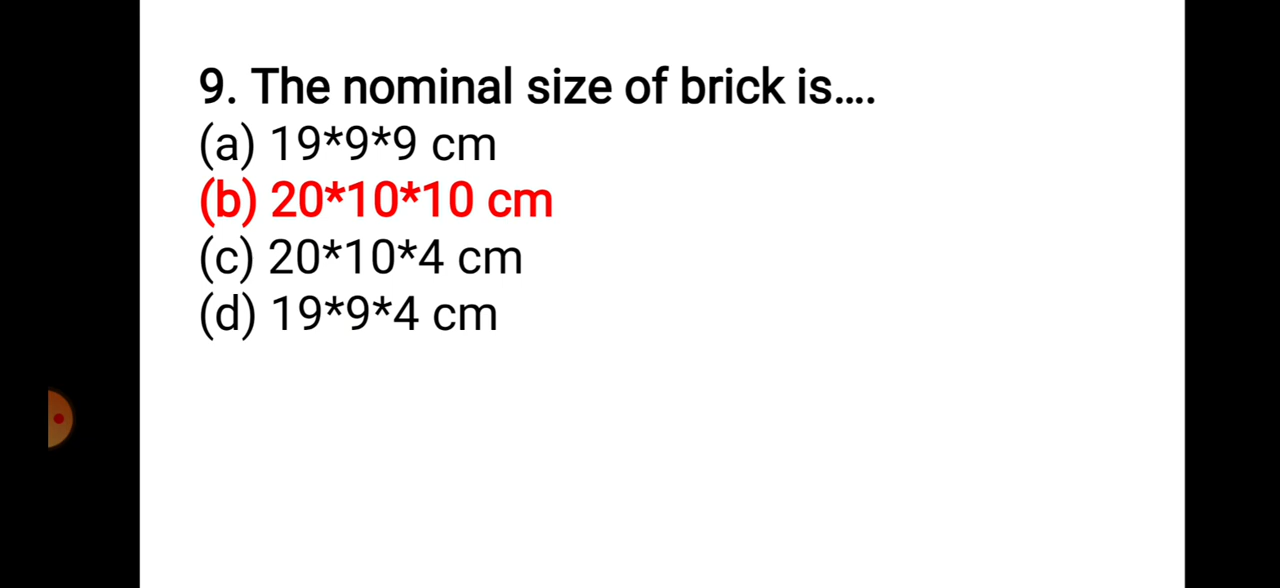 9. The nominal size of brick is....
(a) 19*9*9 cm
(b) 20*10*10 cm
(c) 20*10*4 cm
(d) 19*9*4 cm